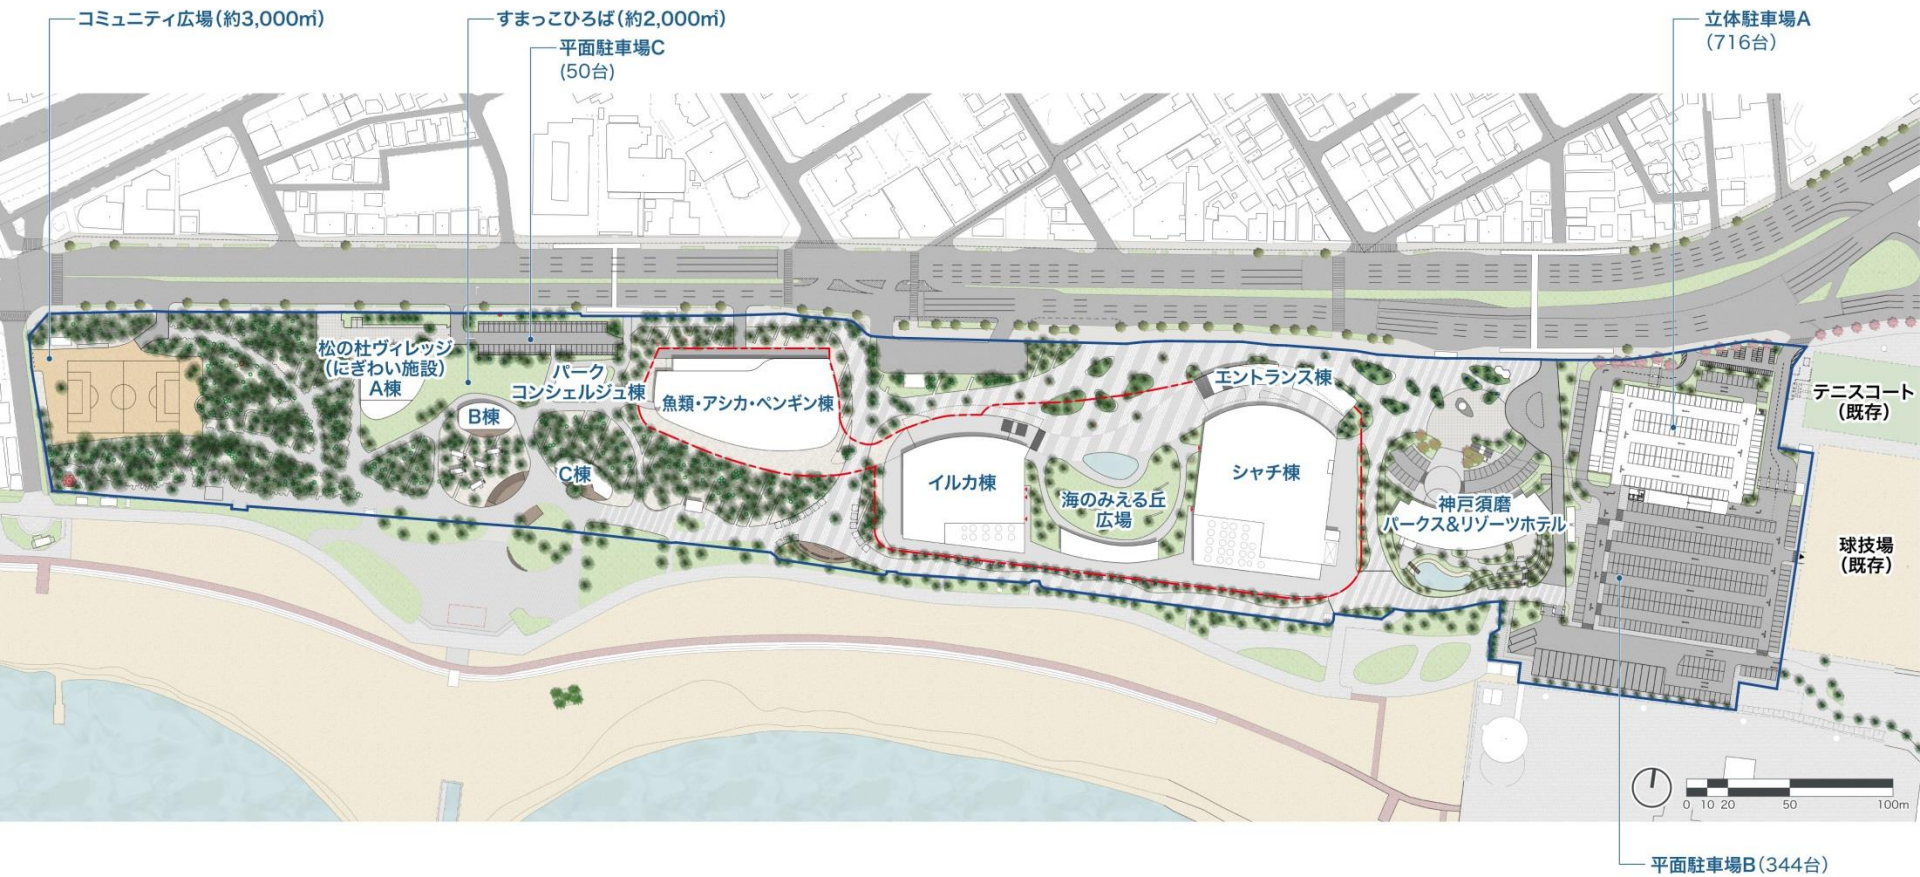 コミュニティ広場(約3,000㎡)
すまっこひろば(約2,000㎡)
平面駐車場C
(50台)
立体駐車場A
(716台)
松の杜ヴィレッジ
(にぎわい施設)
A棟
パーク
コンシェルジュ棟
B棟
C棟
魚類・アシカ・ペンギン棟
エントランス棟
イルカ棟
海のみえる丘
広場
シャチ棟
神戸須磨
パークス&リゾーツホテル
テニスコート
(既存)
球技場
(既存)
0 10 20 50 100m
平面駐車場B(344台)